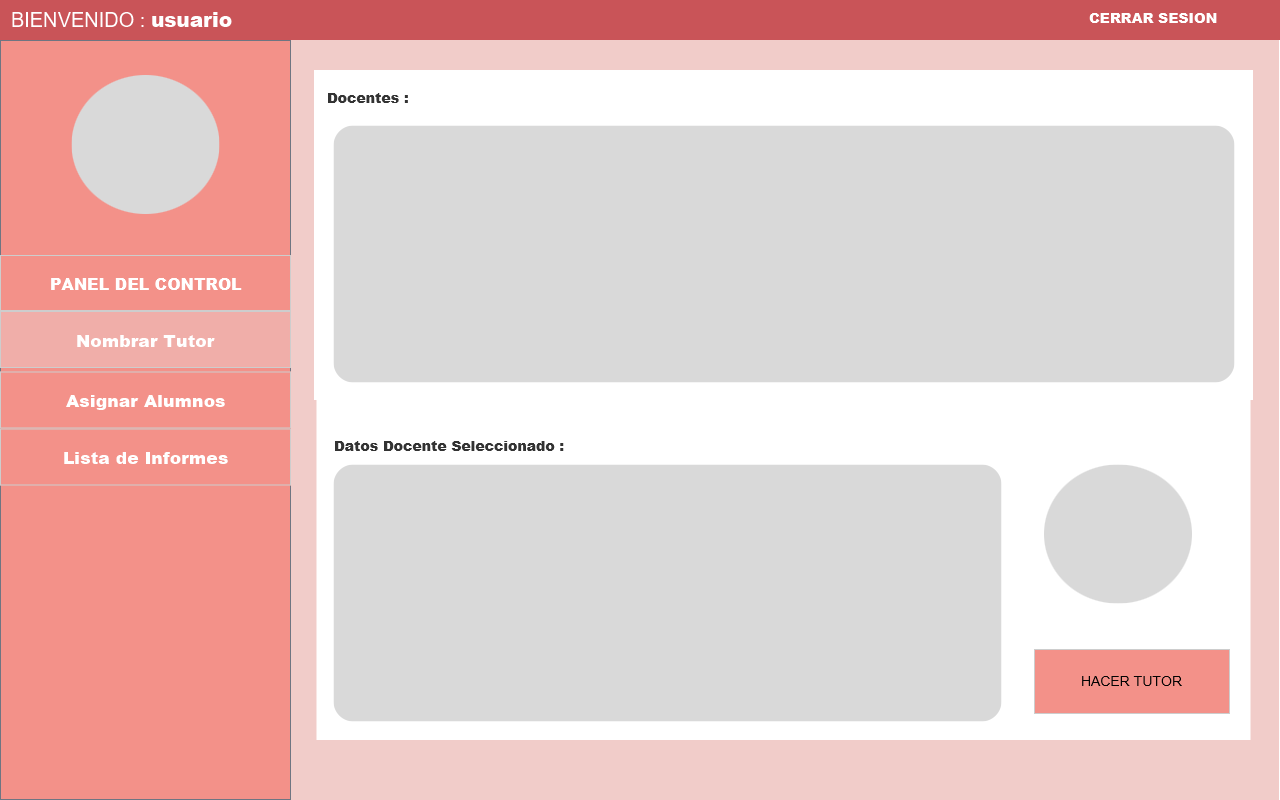 BIENVENIDO : usuario
CERRAR SESION
PANEL DEL CONTROL
Nombrar Tutor
Asignar Alumnos
Lista de Informes
Docentes :
Datos Docente Seleccionado :
HACER TUTOR